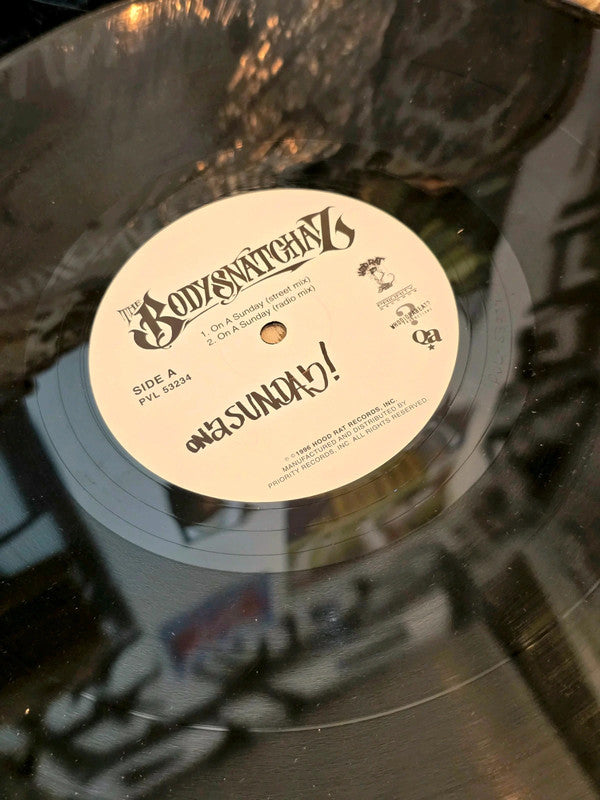 THE
BODYSNATCHAZ
1. On A Sunday (street mix)
2. On A Sunday (radio mix)
SIDE A
PVL 53234
ON A SUNDAY!
℗ ©1996 HOOD RAT RECORDS, INC.
MANUFACTURED AND DISTRIBUTED BY
PRIORITY RECORDS, INC. ALL RIGHTS RESERVED